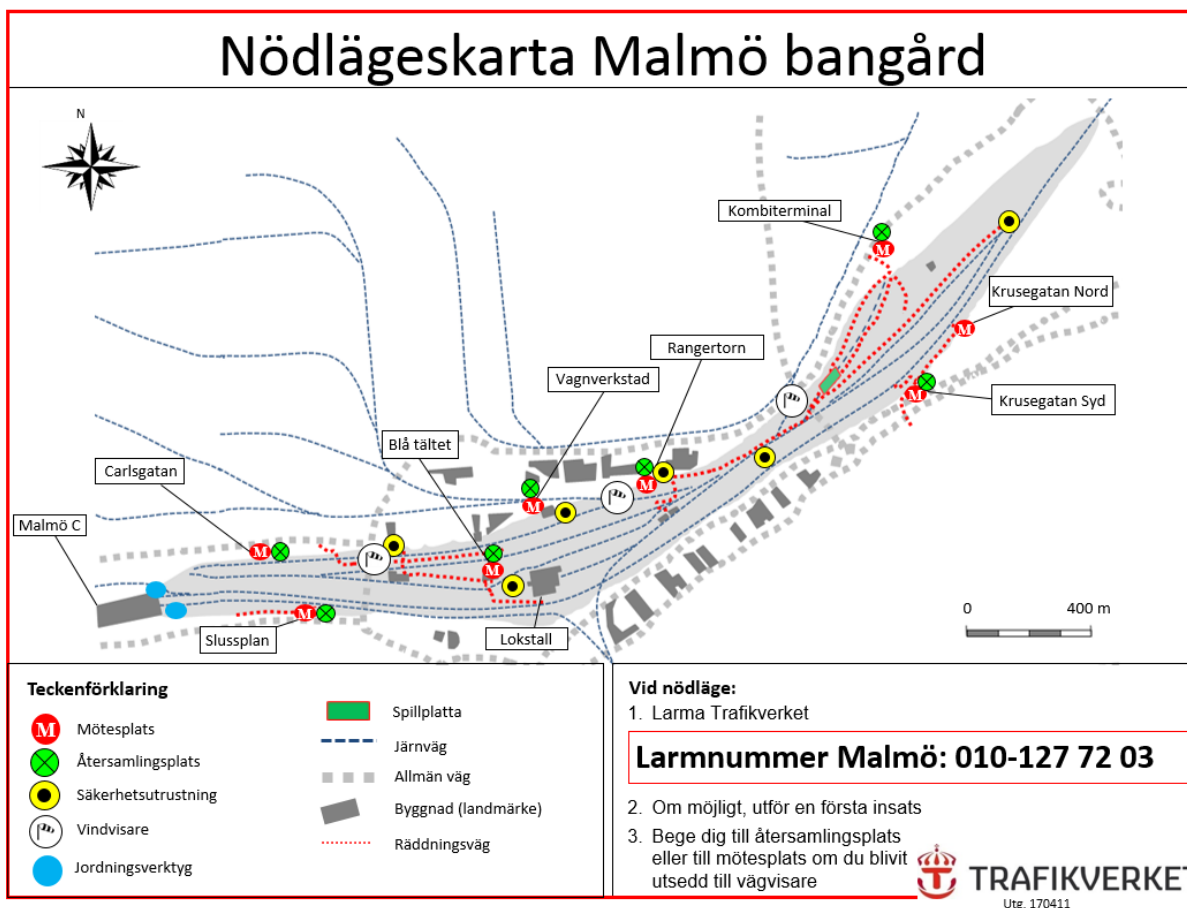 Nödlägeskarta Malmö bangård
N
Kombiterminal
Krusegatan Nord
Rangertorn
Vagnverkstad
Krusegatan Syd
Blå tältet
Carlsgatan
Malmö C
Slussplan
Lokstall
0 400 m
M
M
M
M
M
M
M
M
Teckenförklaring
M Mötesplats
Återsamlingsplats
Säkerhetsutrustning
Vindvisare
Jordningsverktyg
Spillplatta
Järnväg
Allmän väg
Byggnad (landmärke)
Räddningsväg
Vid nödläge:
1. Larma Trafikverket
Larmnummer Malmö: 010-127 72 03
2. Om möjligt, utför en första insats
3. Bege dig till återsamlingsplats
eller till mötesplats om du blivit
utsedd till vägvisare
TRAFIKVERKET
Utg. 170411